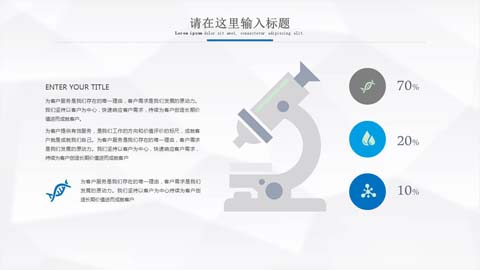 请在这里输入标题
Lorem ipsum dolor sit amet, consectetur adipisicing elit.
ENTER YOUR TITLE
为客户服务是我们存在的唯一理由，客户需求是我们发展的原动力。
我们坚持以客户为中心，快速响应客户需求，持续为客户创造长期价
值进而成就客户。
为客户提供有效服务，是我们工作的方向和价值评价的标尺，成就客
户就是成就我们自己。为客户服务是我们存在的唯一理由，客户需求
是我们发展的原动力。我们坚持以客户为中心，快速响应客户需求，
持续为客户创造长期价值进而成就客户
为客户服务是我们存在的唯一理由，客户需求是我们
发展的原动力。我们坚持以客户为中心持续为客户创
造长期价值进而成就客户
70%
20%
10%